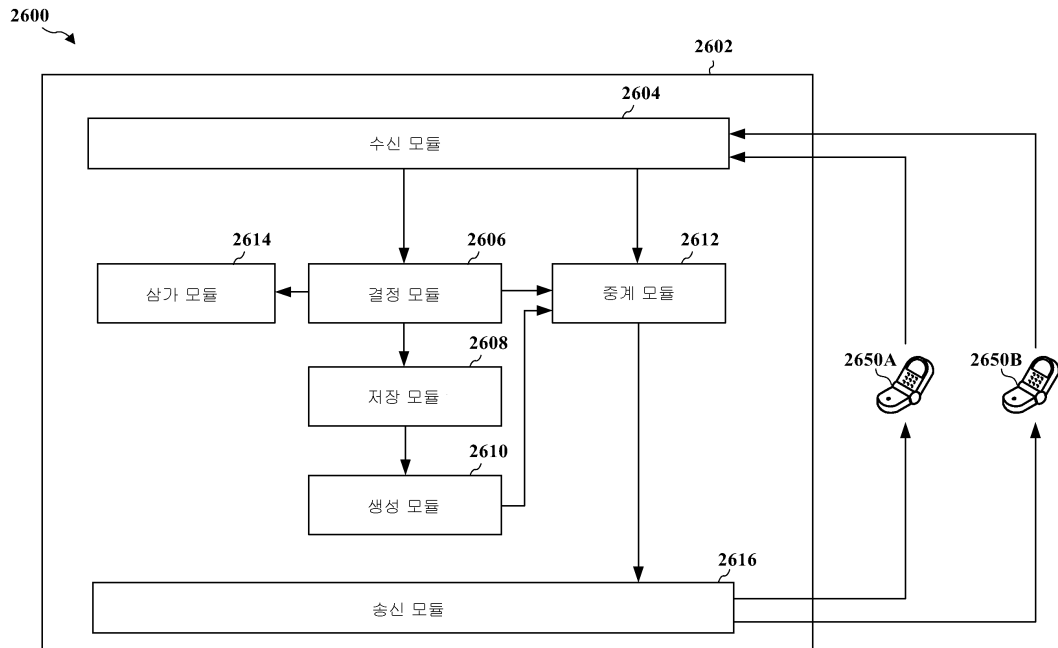 2600
2602
2604
수신 모듈
2614
2606
2612
삼가 모듈
결정 모듈
중계 모듈
2608
2650A
2650B
저장 모듈
2610
생성 모듈
2616
송신 모듈